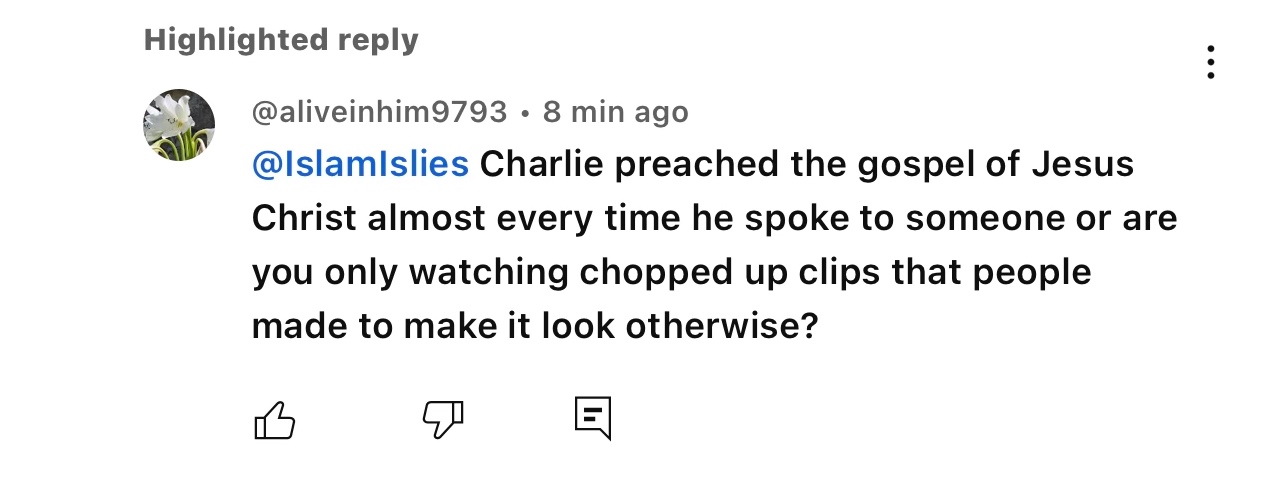 Highlighted reply
@aliveinhim9793 • 8 min ago
@IslamIslies Charlie preached the gospel of Jesus
Christ almost every time he spoke to someone or are
you only watching chopped up clips that people
made to make it look otherwise?